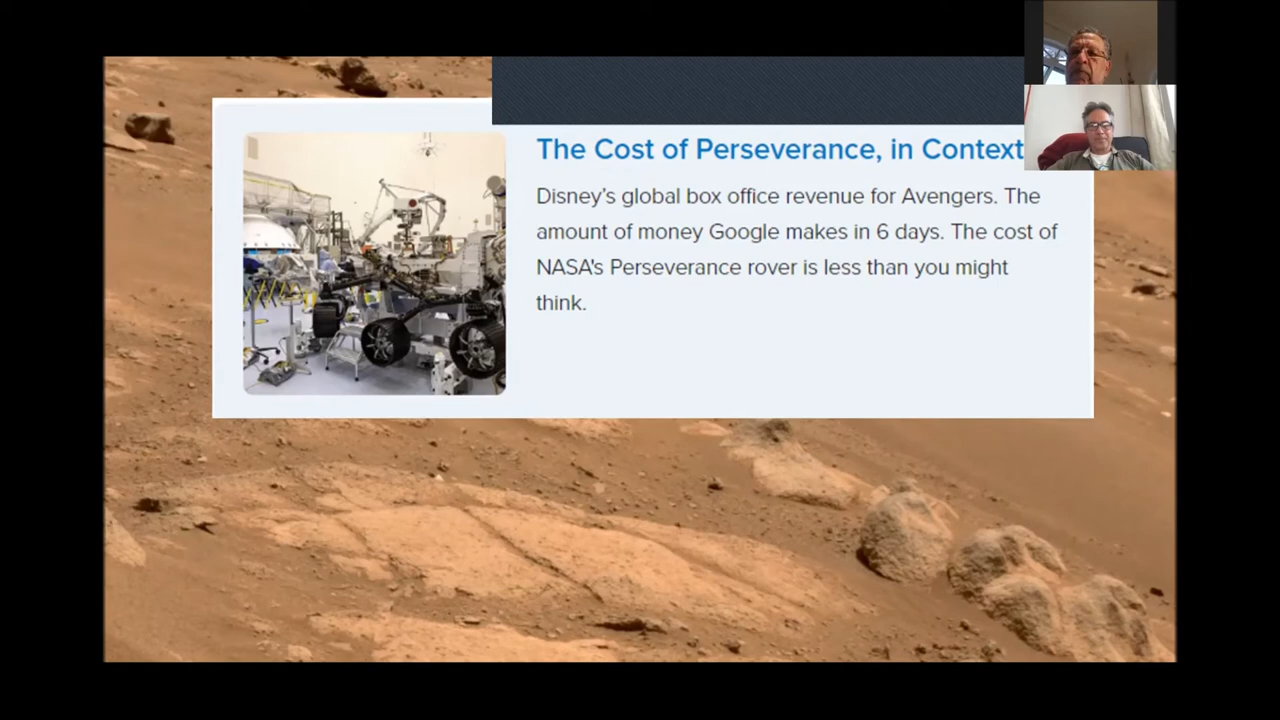 The Cost of Perseverance, in Context
Disney's global box office revenue for Avengers. The
amount of money Google makes in 6 days. The cost of
NASA's Perseverance rover is less than you might
think.